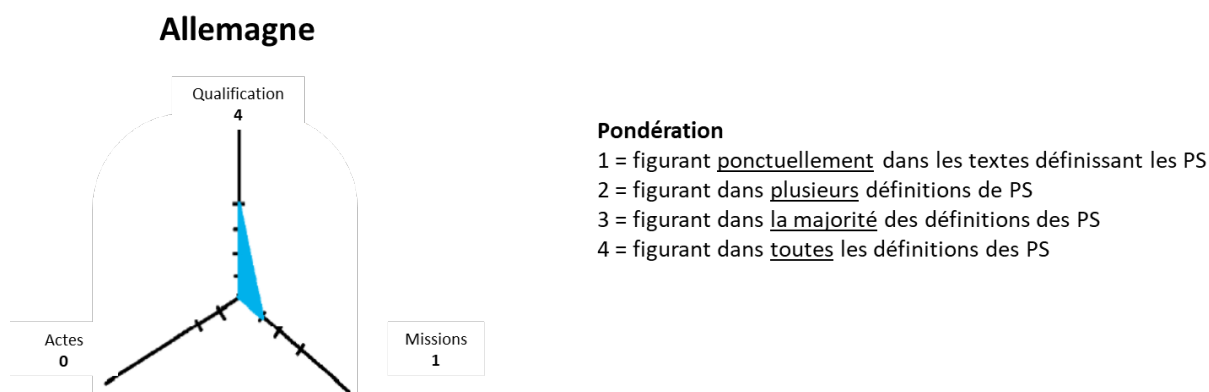 Allemagne
Qualification
4
Pondération
1 = figurant ponctuellement dans les textes définissant les PS
2 = figurant dans plusieurs définitions de PS
3 = figurant dans la majorité des définitions des PS
4 = figurant dans toutes les définitions des PS
Actes
0
Missions
1